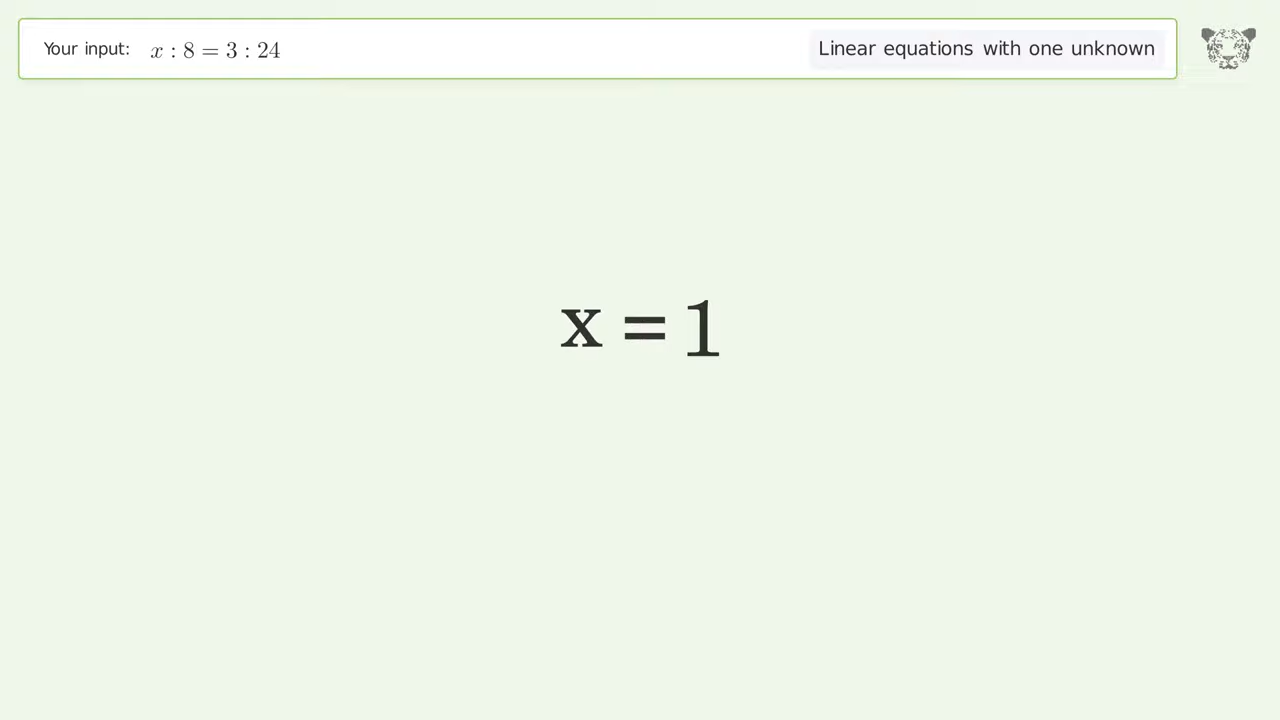 Your input: x : 8 = 3 : 24
Linear equations with one unknown
x = 1